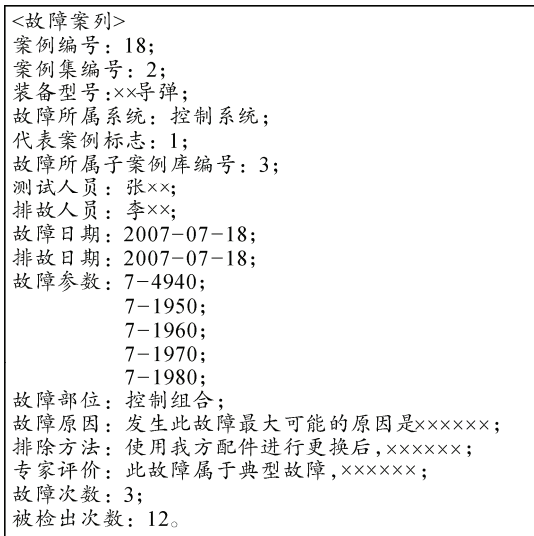 <故障案列>
案例编号：18；
案例集编号：2；
装备型号:××导弹；
故障所属系统：控制系统；
代表案例标志：1；
故障所属子案例库编号：3；
测试人员：张××；
排故人员：李××；
故障日期：2007-07-18；
排故日期：2007-07-18；
故障参数：7-4940；
7-1950；
7-1960；
7-1970；
7-1980；
故障部位：控制组合；
故障原因：发生此故障最大可能的原因是××××××；
排除方法：使用我方配件进行更换后,××××××；
专家评价：此故障属于典型故障,××××××；
故障次数：3；
被检出次数：12。